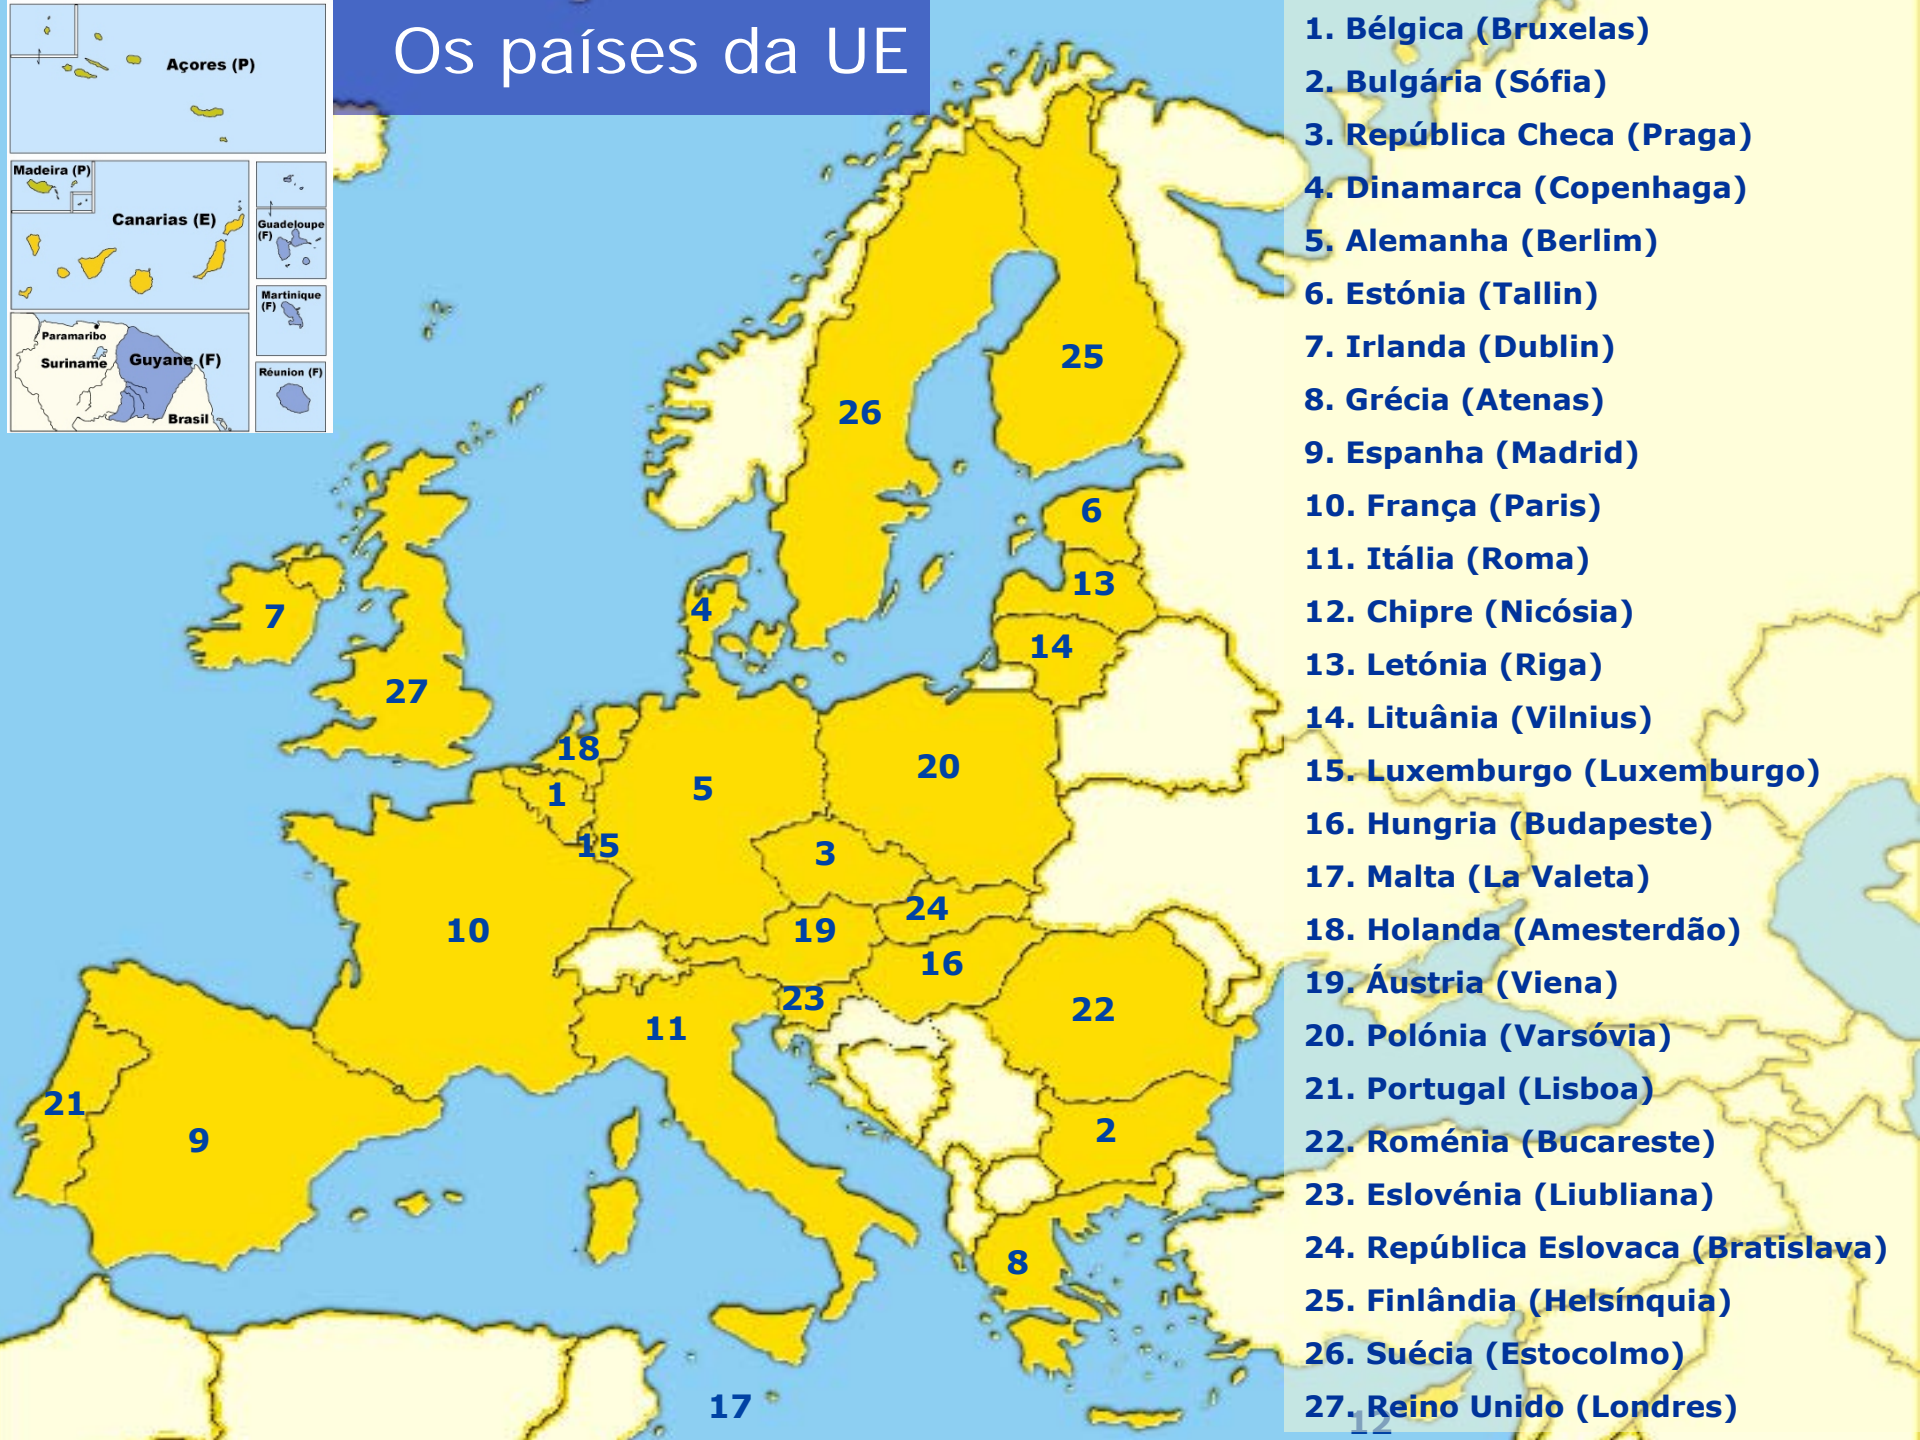 Os países da UE
Açores (P)
Madeira (P)
Canarias (E)
Guadeloupe
(F)
Martinique
(F)
Paramaribo
Suriname
Guyane (F)
Brasil
Réunion (F)
1. Bélgica (Bruxelas)
2. Bulgária (Sófia)
3. República Checa (Praga)
4. Dinamarca (Copenhaga)
5. Alemanha (Berlim)
6. Estónia (Tallin)
7. Irlanda (Dublin)
8. Grécia (Atenas)
9. Espanha (Madrid)
10. França (Paris)
11. Itália (Roma)
12. Chipre (Nicósia)
13. Letónia (Riga)
14. Lituânia (Vilnius)
15. Luxemburgo (Luxemburgo)
16. Hungria (Budapeste)
17. Malta (La Valeta)
18. Holanda (Amesterdão)
19. Áustria (Viena)
20. Polónia (Varsóvia)
21. Portugal (Lisboa)
22. Roménia (Bucareste)
23. Eslovénia (Liubliana)
24. República Eslovaca (Bratislava)
25. Finlândia (Helsínquia)
26. Suécia (Estocolmo)
27. Reino Unido (Londres)
25
26
6
13
7
4
14
27
18
20
5
1
15
3
24
10
19
16
23
22
11
21
2
9
8
17
12